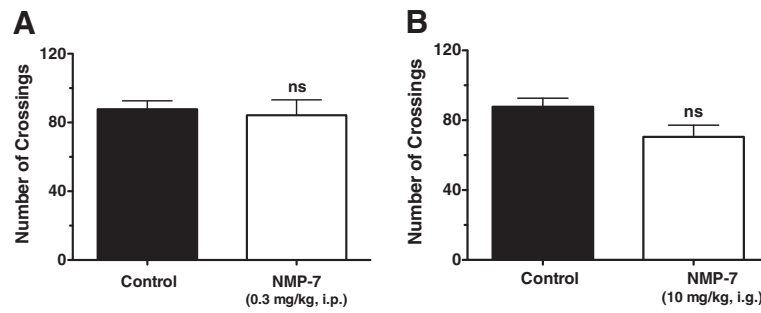 A
Number of Crossings
120
80
40
0
ns
Control
NMP-7
(0.3 mg/kg, i.p.)
B
Number of Crossings
120
80
40
0
ns
Control
NMP-7
(10 mg/kg, i.g.)